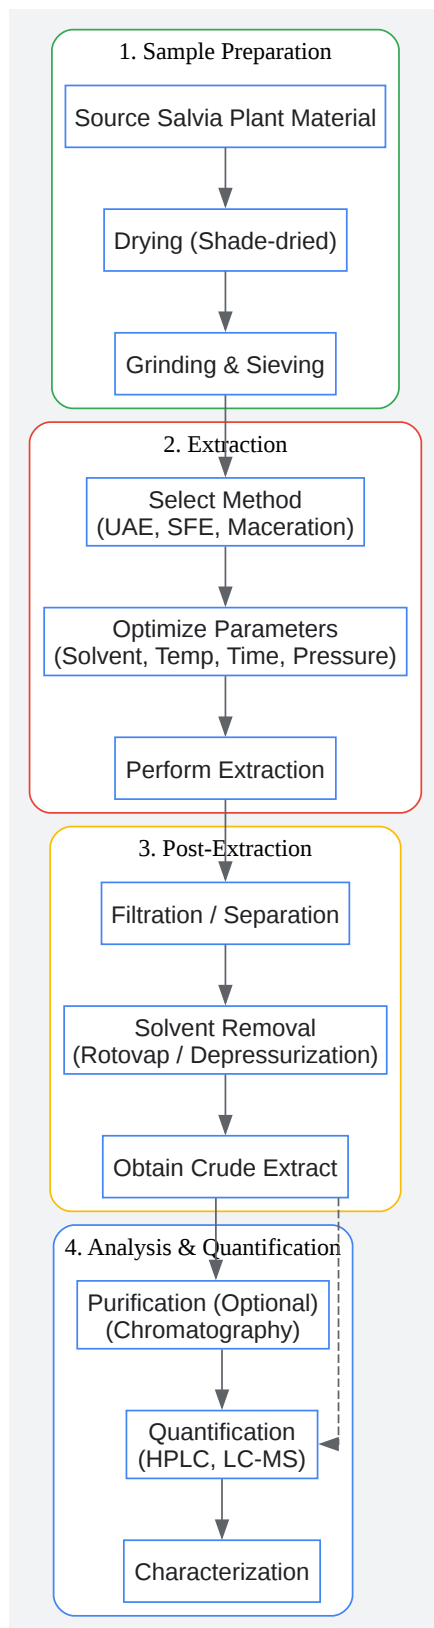 1. Sample Preparation
Source Salvia Plant Material
Drying (Shade-dried)
Grinding & Sieving
2. Extraction
Select Method
(UAE, SFE, Maceration)
Optimize Parameters
(Solvent, Temp, Time, Pressure)
Perform Extraction
3. Post-Extraction
Filtration / Separation
Solvent Removal
(Rotovap / Depressurization)
Obtain Crude Extract
4. Analysis & Quantification
Purification (Optional)
(Chromatography)
Quantification
(HPLC, LC-MS)
Characterization